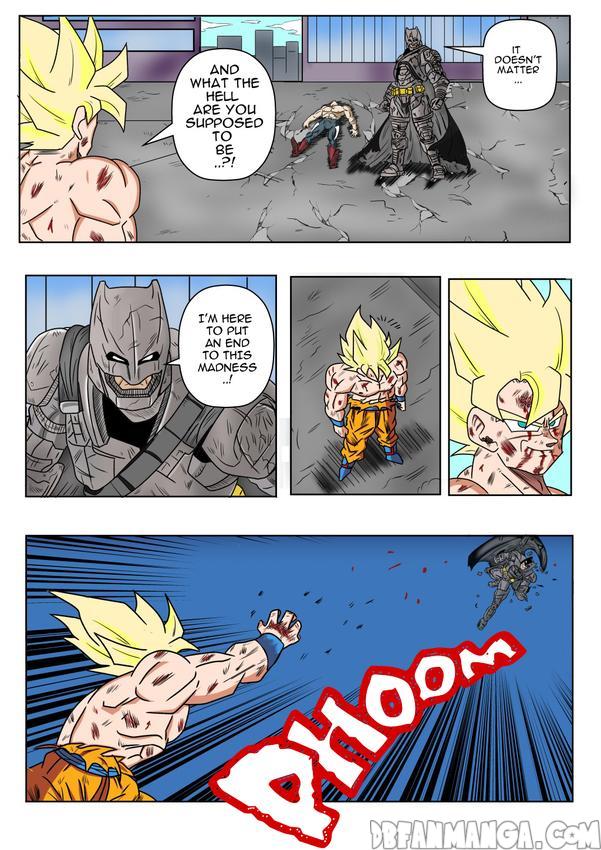 AND
WHAT THE
HELL
ARE YOU
SUPPOSED
TO
BE
..?!
IT
DOESN'T
MATTER
...
I'M HERE
TO PUT
AN END
TO THIS
MADNESS
..!
PHOOM
DBFANMANGA.COM